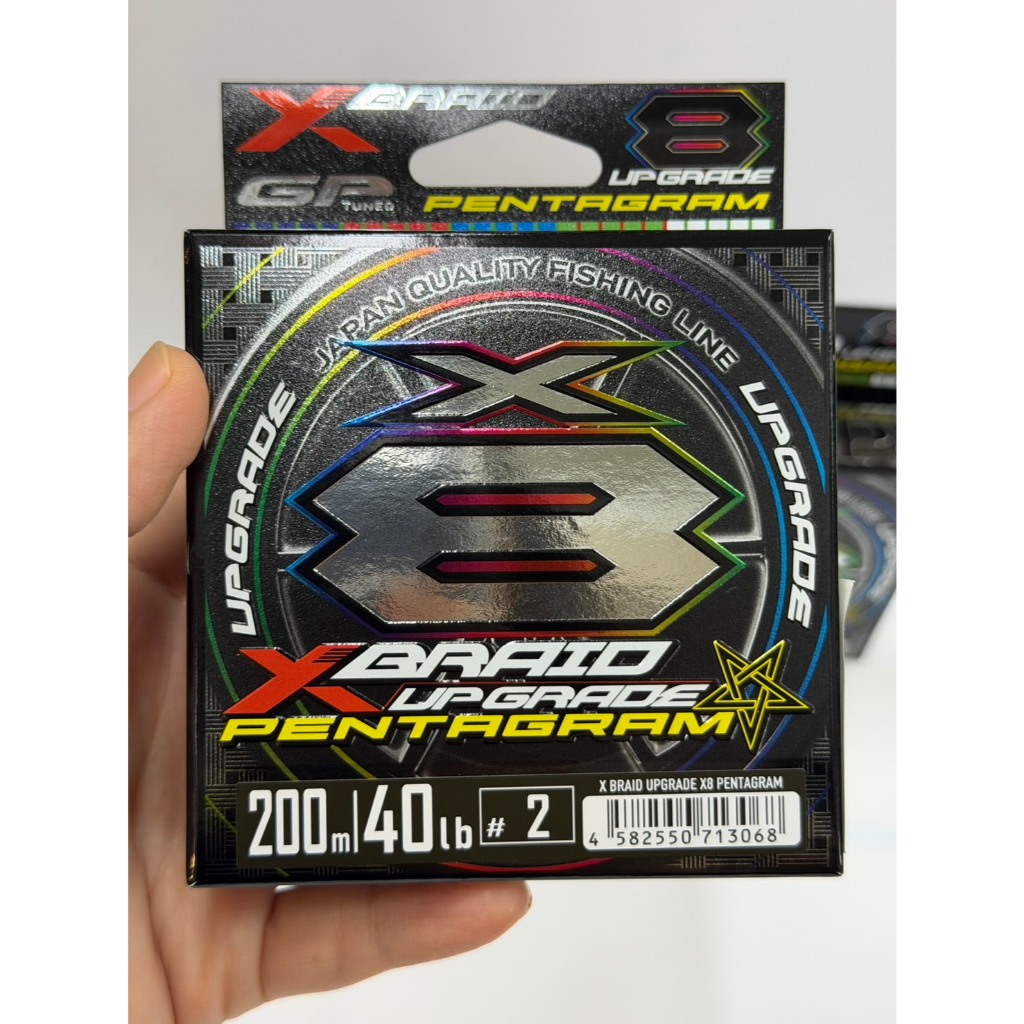 X BRAID
8
UPGRADE
GP
TUNED
PENTAGRAM
JAPAN QUALITY FISHING LINE
UPGRADE
UPGRADE
X
8
X BRAID
UPGRADE
PENTAGRAM
X BRAID UPGRADE X8 PENTAGRAM
200m 40lb # 2
4 582550 713068